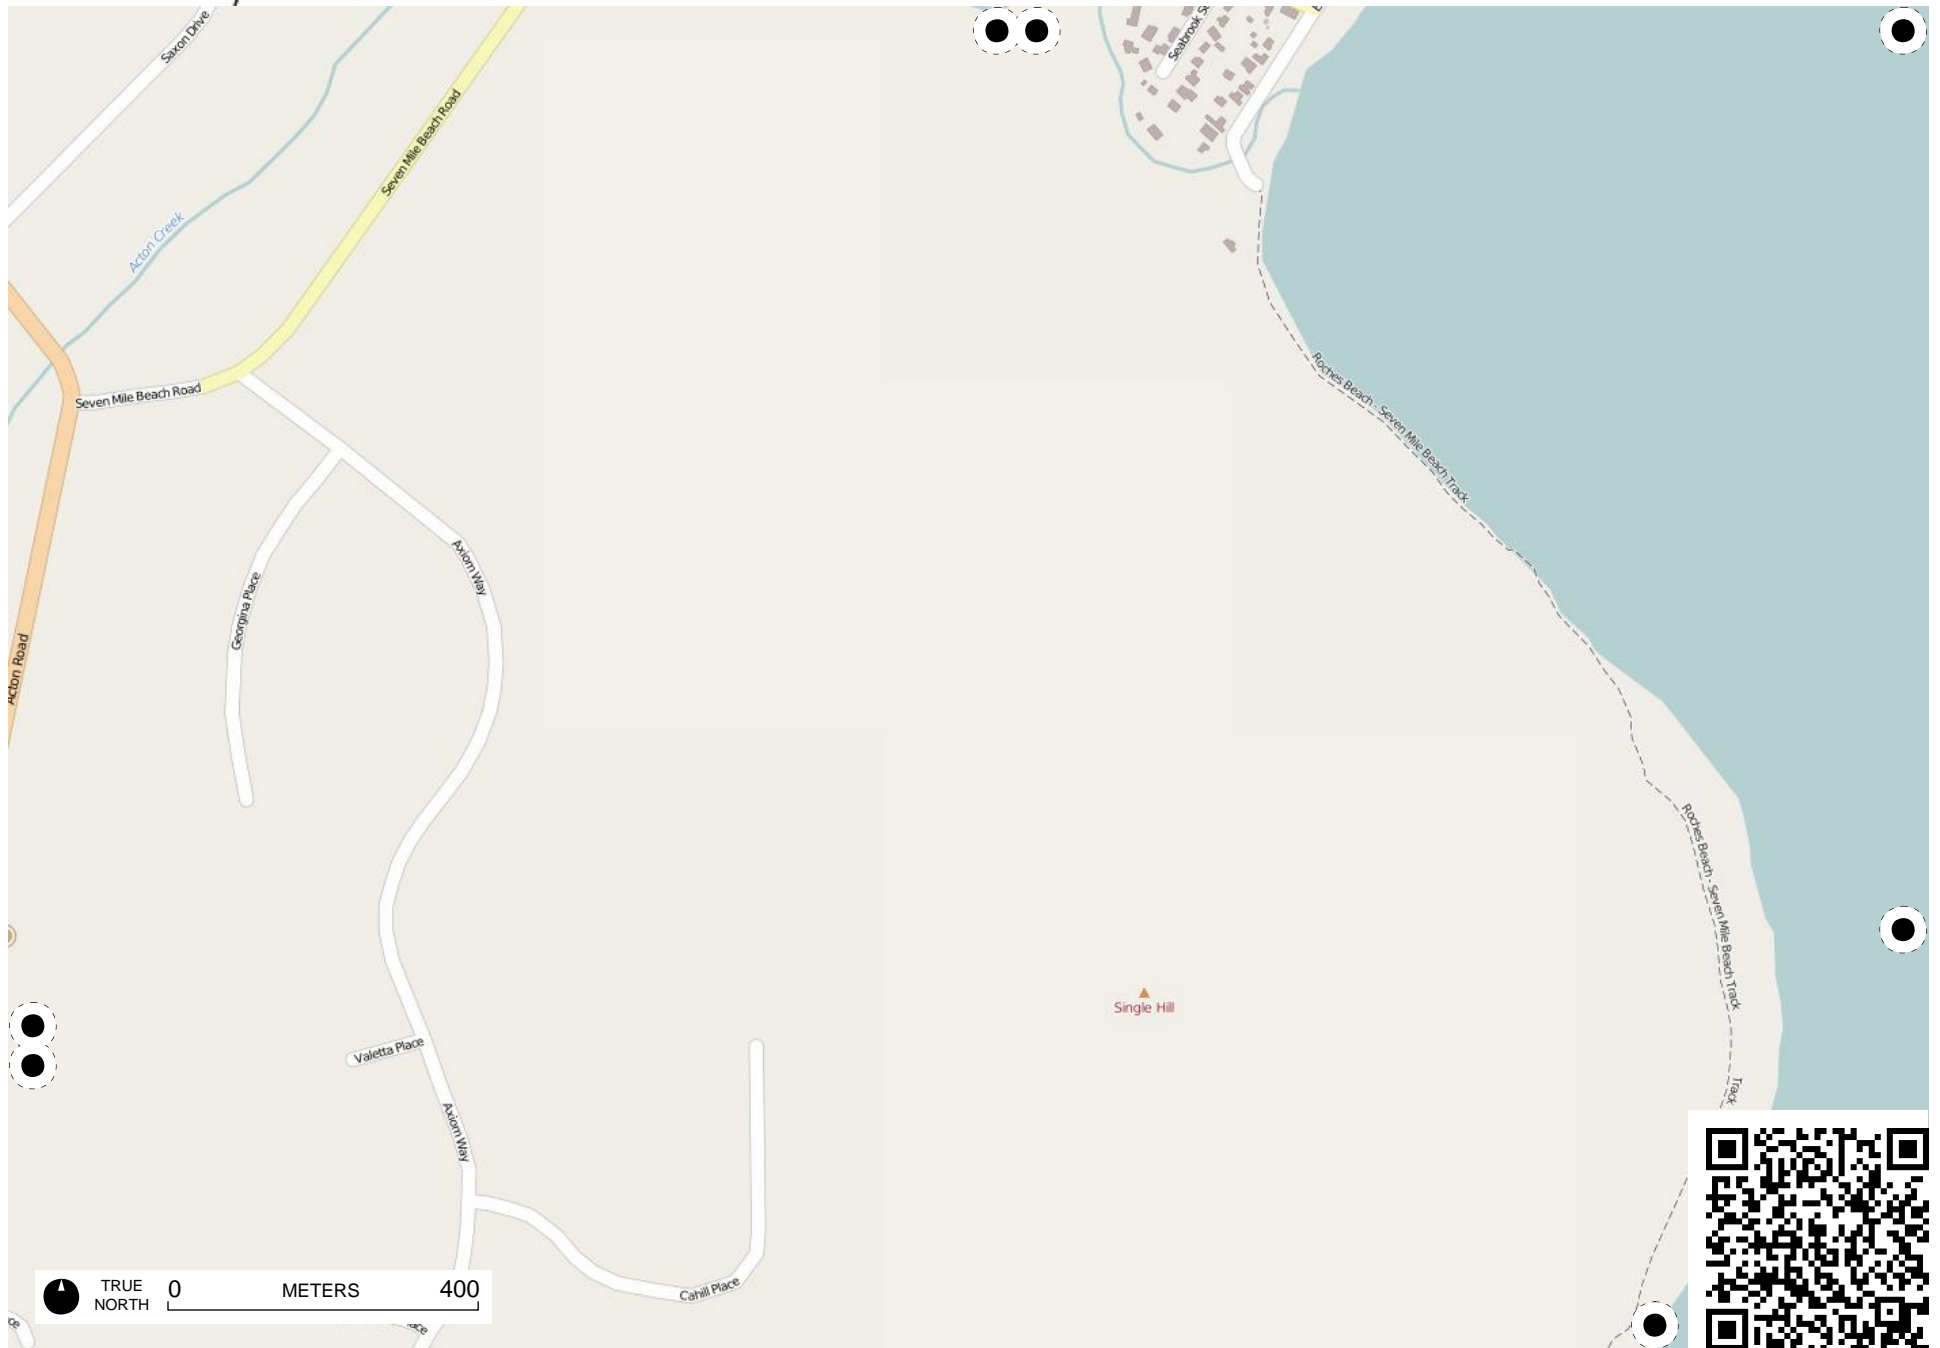 Saxon Drive
Seabrook
Seven Mile Beach Road
Acton Creek
Roches Beach - Seven Mile Beach Track
Seven Mile Beach Road
Axiom Way
Georgina Place
Acton Road
Roches Beach - Seven Mile Beach Track
Single Hill
Valetta Place
Track
Axiom Way
Cahill Place
TRUE NORTH
0 METERS 400